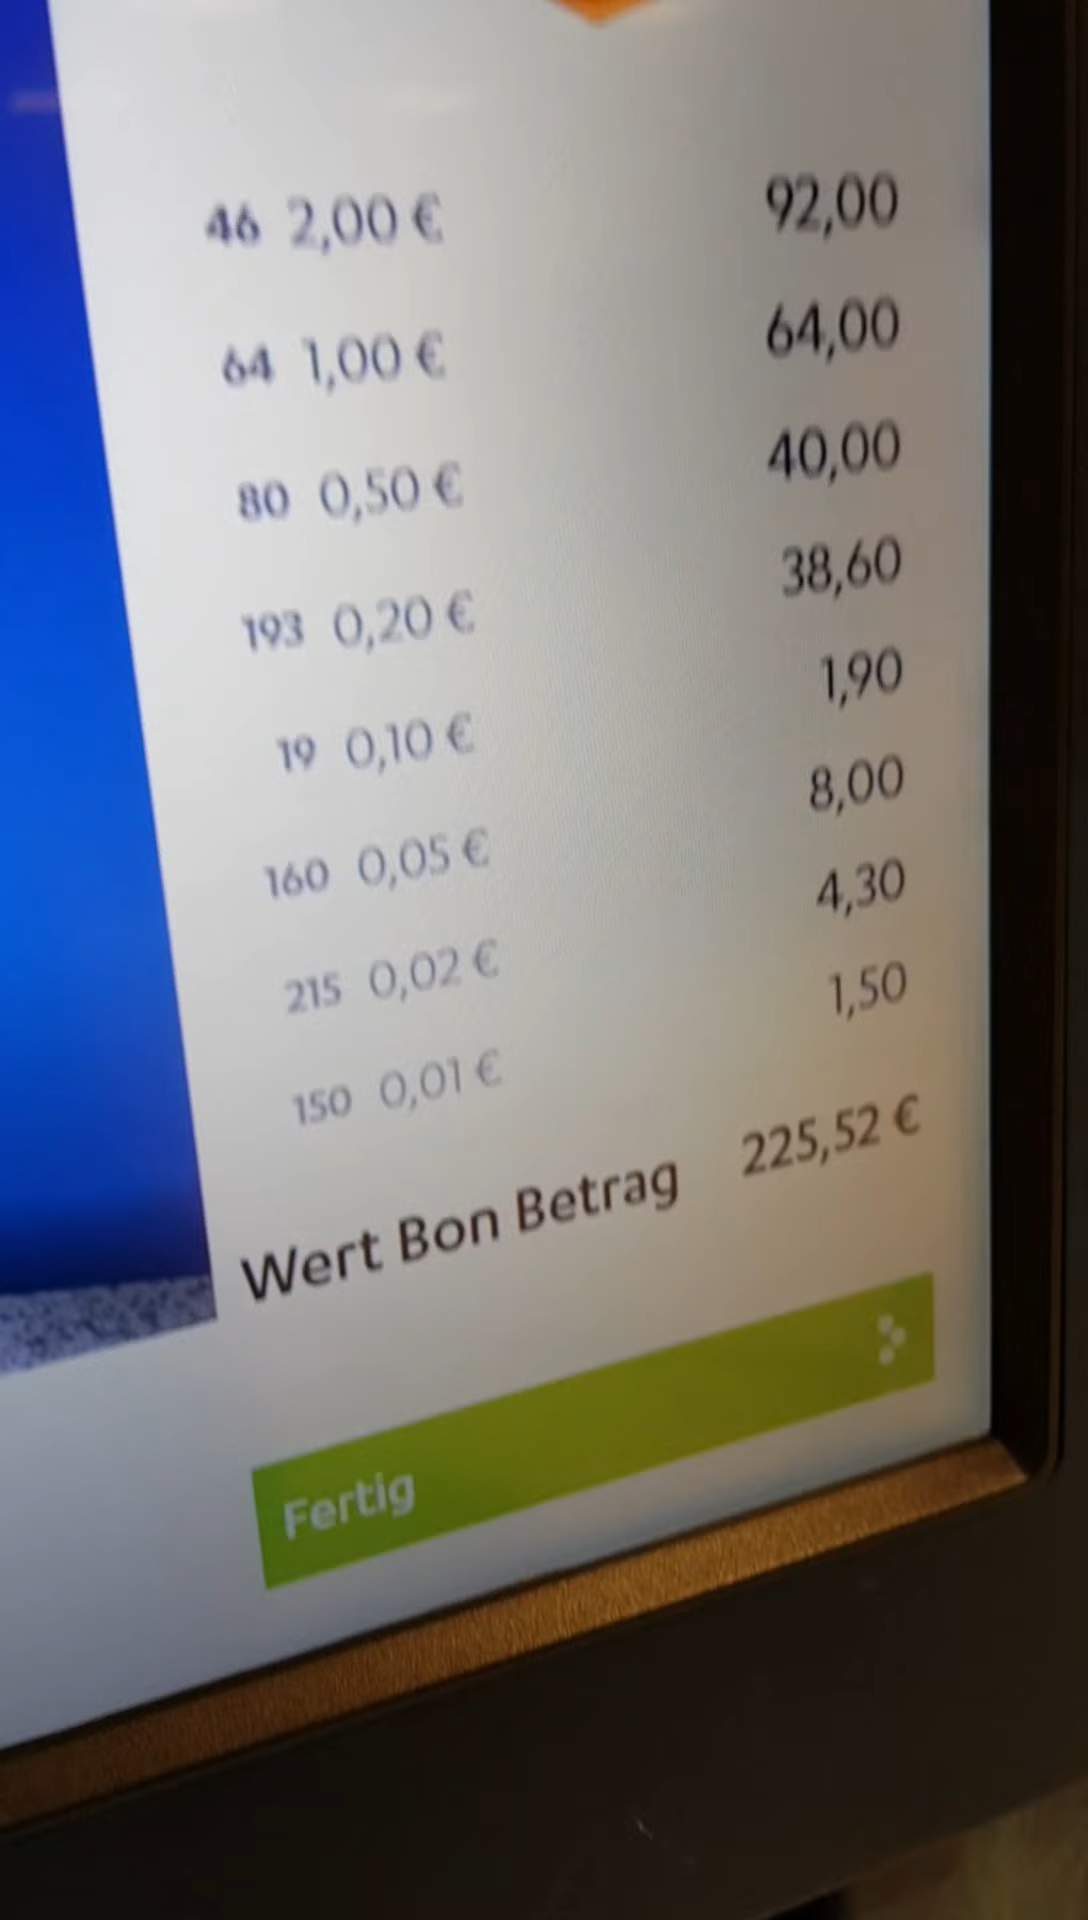 46 2,00 € 92,00
64 1,00 € 64,00
80 0,50 € 40,00
193 0,20 € 38,60
19 0,10 € 1,90
160 0,05 € 8,00
215 0,02 € 4,30
150 0,01 € 1,50
Wert Bon Betrag 225,52 €
Fertig